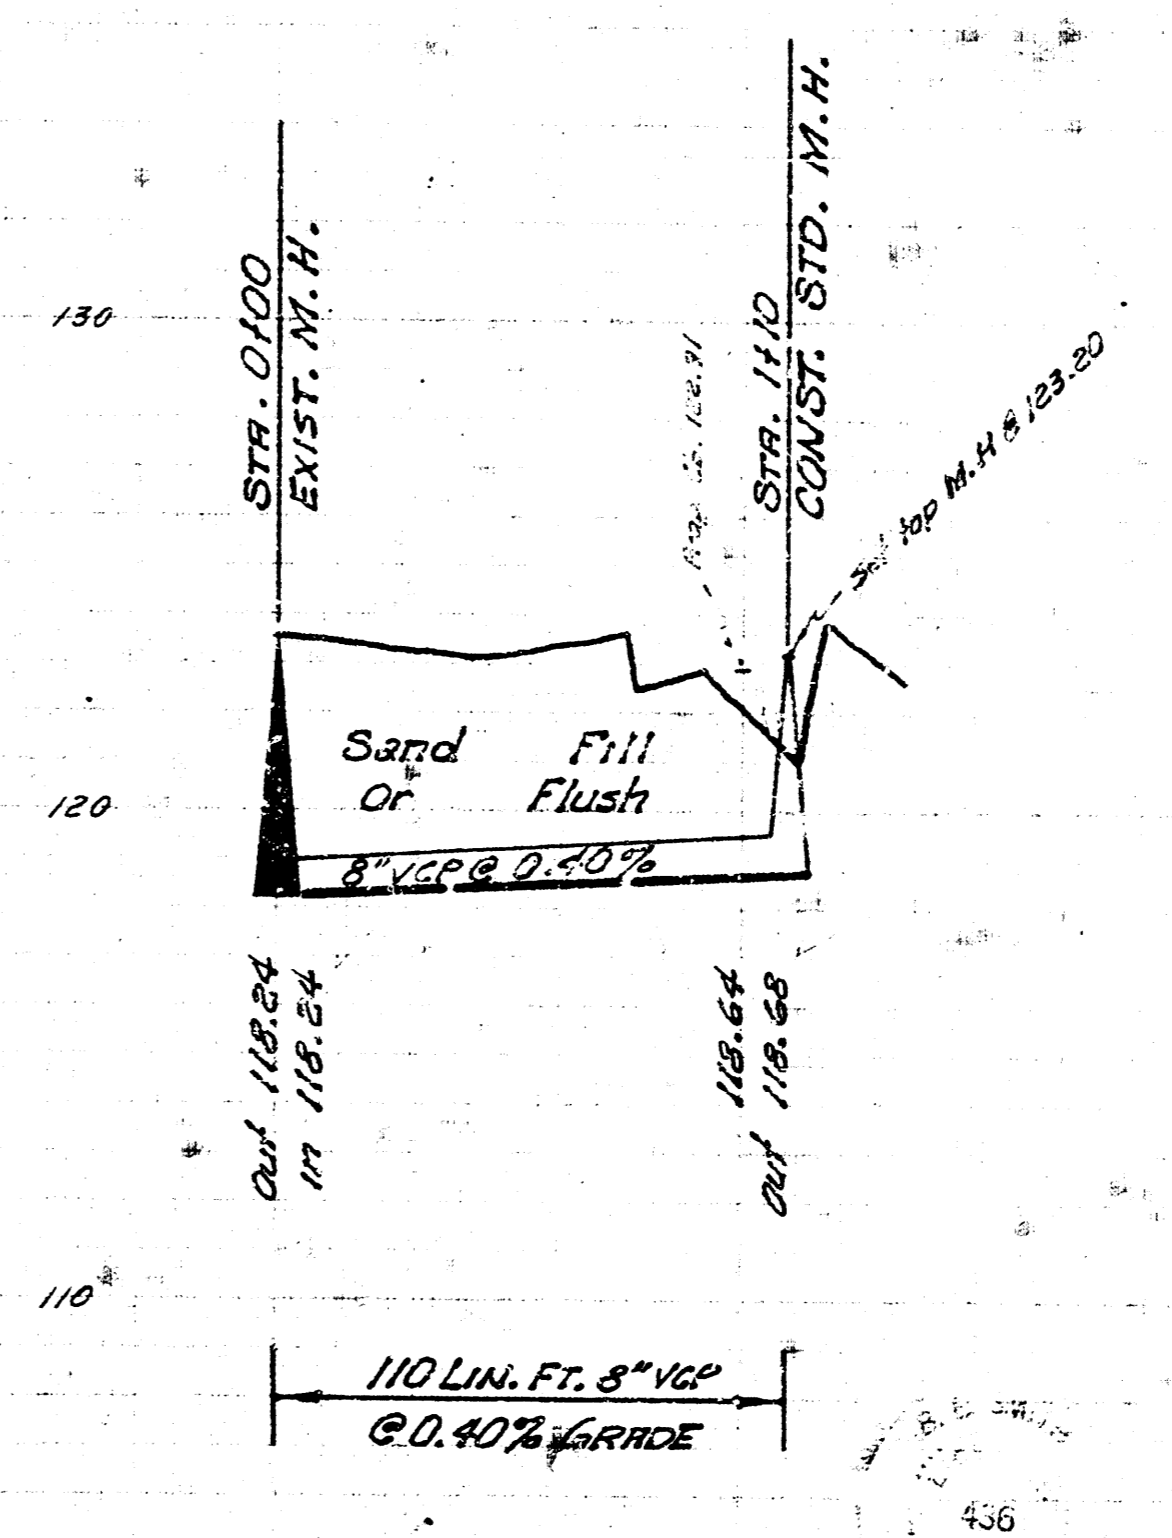 STA. 0+00
EXIST. M.H.
STA. 1+10
CONST. STD. M.H.
top M.H @ 123.20
130
120
110
Sand Fill
Or Flush
8" VCP @ 0.40%
Out 118.24
In 118.24
118.64
Out 118.68
110 LIN. FT. 8" VCP
@ 0.40% GRADE